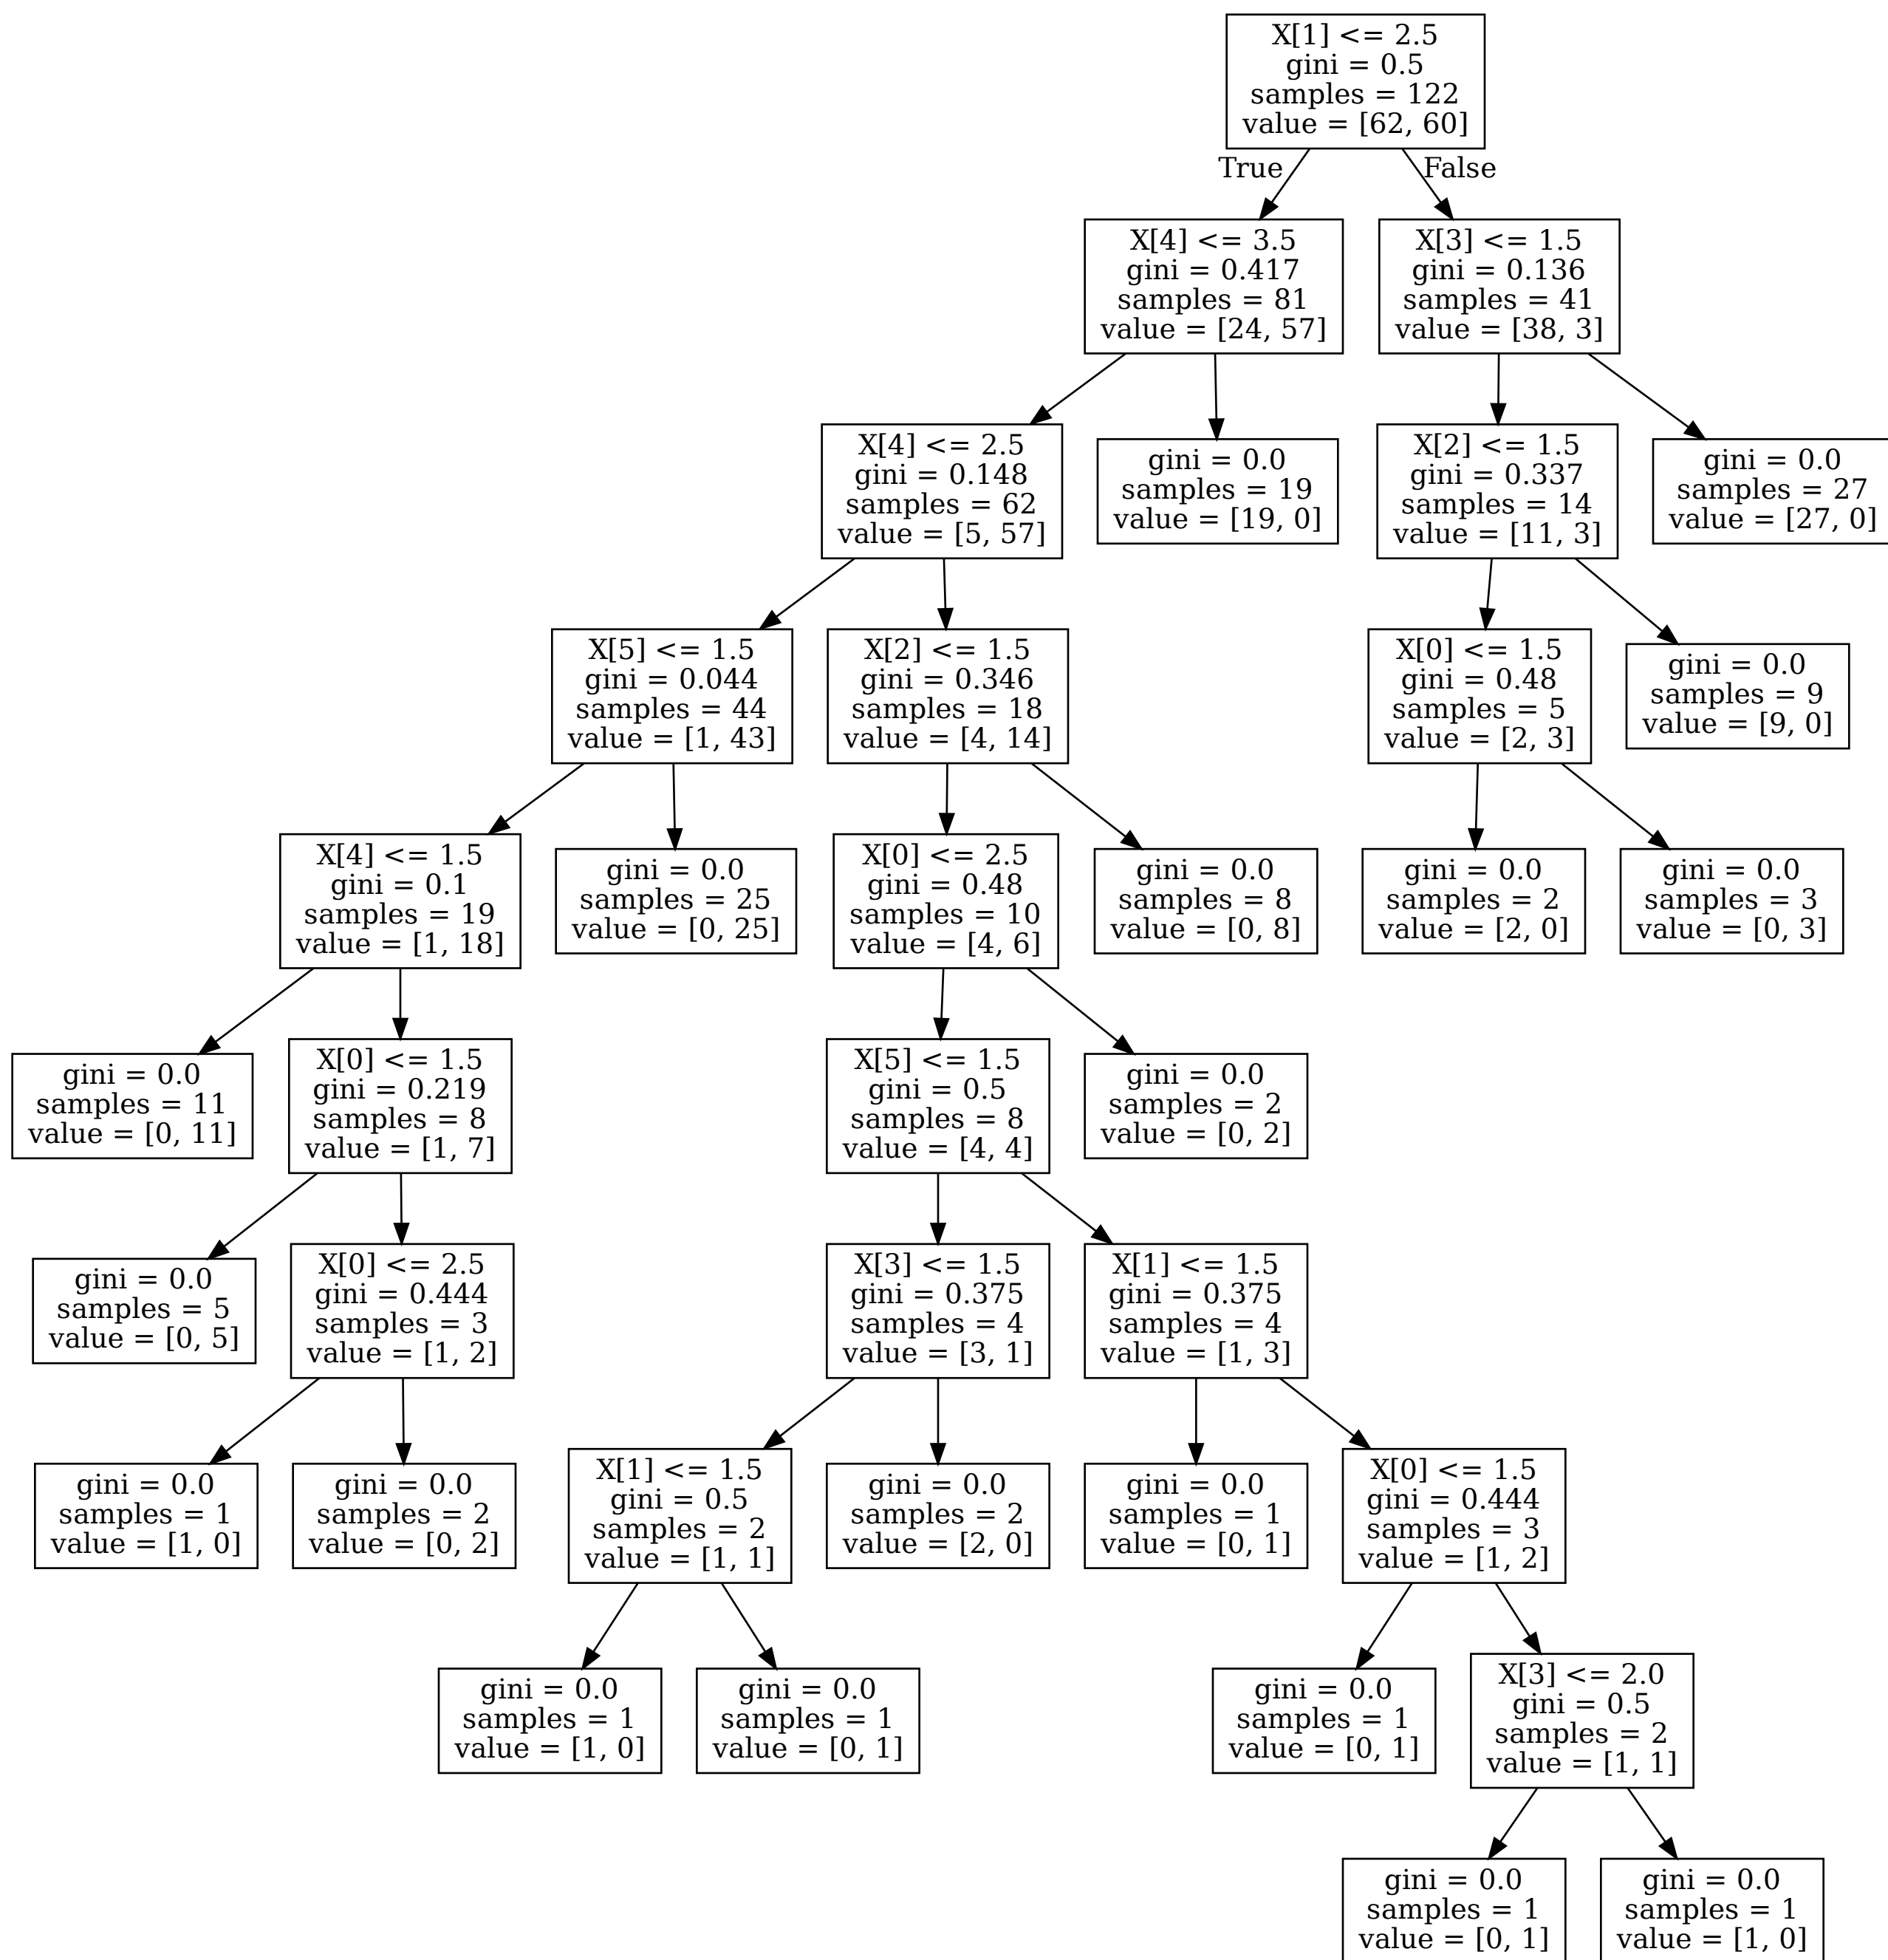 X[1] <= 2.5
gini = 0.5
samples = 122
value = [62, 60]
True
False
X[4] <= 3.5
gini = 0.417
samples = 81
value = [24, 57]
X[3] <= 1.5
gini = 0.136
samples = 41
value = [38, 3]
X[4] <= 2.5
gini = 0.148
samples = 62
value = [5, 57]
gini = 0.0
samples = 19
value = [19, 0]
X[2] <= 1.5
gini = 0.337
samples = 14
value = [11, 3]
gini = 0.0
samples = 27
value = [27, 0]
X[5] <= 1.5
gini = 0.044
samples = 44
value = [1, 43]
X[2] <= 1.5
gini = 0.346
samples = 18
value = [4, 14]
X[0] <= 1.5
gini = 0.48
samples = 5
value = [2, 3]
gini = 0.0
samples = 9
value = [9, 0]
X[4] <= 1.5
gini = 0.1
samples = 19
value = [1, 18]
gini = 0.0
samples = 25
value = [0, 25]
X[0] <= 2.5
gini = 0.48
samples = 10
value = [4, 6]
gini = 0.0
samples = 8
value = [0, 8]
gini = 0.0
samples = 2
value = [2, 0]
gini = 0.0
samples = 3
value = [0, 3]
gini = 0.0
samples = 11
value = [0, 11]
X[0] <= 1.5
gini = 0.219
samples = 8
value = [1, 7]
X[5] <= 1.5
gini = 0.5
samples = 8
value = [4, 4]
gini = 0.0
samples = 2
value = [0, 2]
gini = 0.0
samples = 5
value = [0, 5]
X[0] <= 2.5
gini = 0.444
samples = 3
value = [1, 2]
X[3] <= 1.5
gini = 0.375
samples = 4
value = [3, 1]
X[1] <= 1.5
gini = 0.375
samples = 4
value = [1, 3]
gini = 0.0
samples = 1
value = [1, 0]
gini = 0.0
samples = 2
value = [0, 2]
X[1] <= 1.5
gini = 0.5
samples = 2
value = [1, 1]
gini = 0.0
samples = 2
value = [2, 0]
gini = 0.0
samples = 1
value = [0, 1]
X[0] <= 1.5
gini = 0.444
samples = 3
value = [1, 2]
gini = 0.0
samples = 1
value = [1, 0]
gini = 0.0
samples = 1
value = [0, 1]
gini = 0.0
samples = 1
value = [0, 1]
X[3] <= 2.0
gini = 0.5
samples = 2
value = [1, 1]
gini = 0.0
samples = 1
value = [0, 1]
gini = 0.0
samples = 1
value = [1, 0]